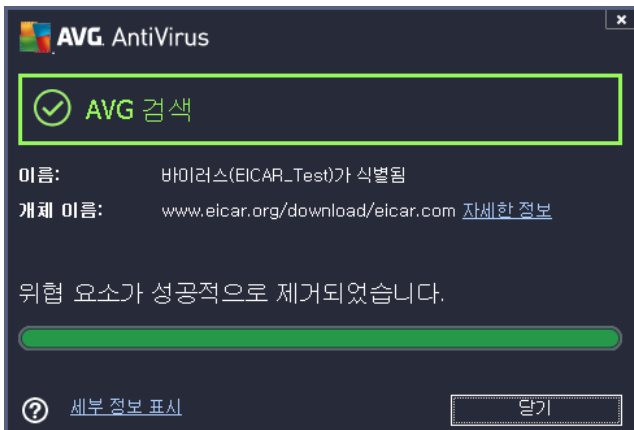 AVG. AntiVirus
AVG 검색
이름: 바이러스(EICAR_Test)가 식별됨
개체 이름: www.eicar.org/download/eicar.com 자세한 정보
위협 요소가 성공적으로 제거되었습니다.
세부 정보 표시
닫기